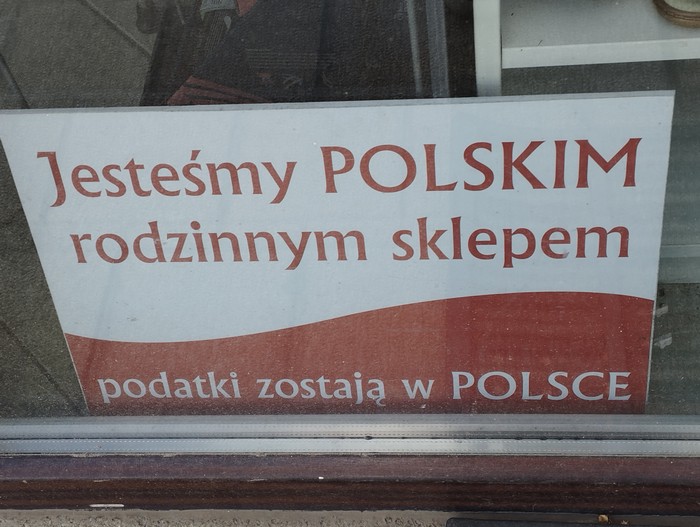 Jesteśmy POLSKIM
rodzinnym sklepem
podatki zostają w POLSCE